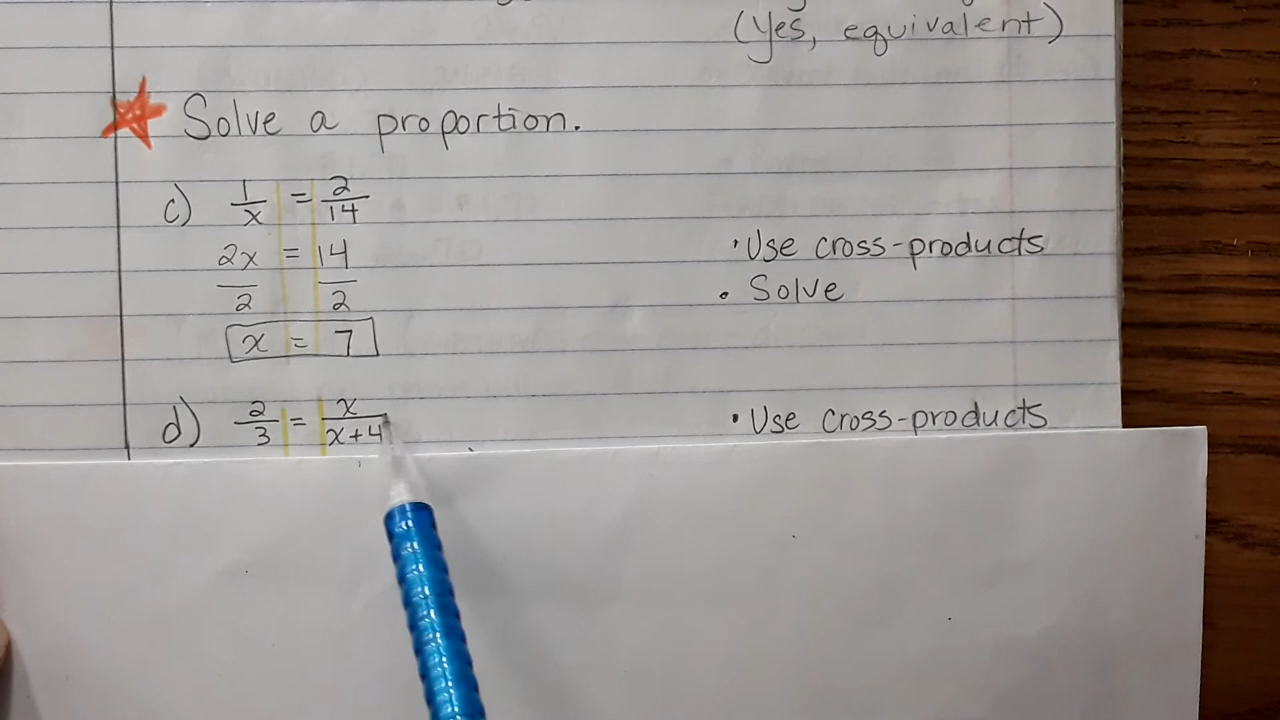 (Yes, equivalent)
Solve a proportion.
c) 1/x = 2/14
2x = 14 • Use cross-products
2 2 • Solve
x = 7
d) 2/3 = x/x+4 • Use cross-products